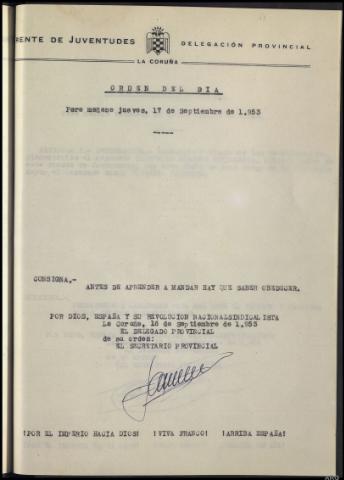 RENTE DE JUVENTUDES DELEGACIÓN PROVINCIAL
LA CORUÑA
ORDEN DEL DIA
Para mañana jueves, 17 de Septiembre de 1.953
CONSIGNA.-
ANTES DE APRENDER A MANDAR HAY QUE SABER OBEDECER.
POR DIOS, ESPAÑA Y SU REVOLUCION NACIONALSINDICALISTA
La Coruña, 16 de Septiembre de 1.953
EL DELEGADO PROVINCIAL
de su orden:
EL SECRETARIO PROVINCIAL
¡POR EL IMPERIO HACIA DIOS! ¡VIVA FRANCO! ¡ARRIBA ESPAÑA!